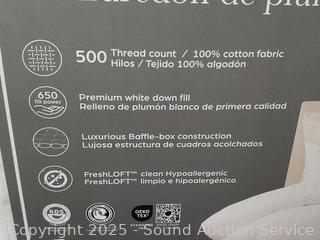 500 Thread count / 100% cotton fabric
Hilos / Tejido 100% algodón
650
fill power
Premium white down fill
Relleno de plumón blanco de primera calidad
Luxurious Baffle-box construction
Lujosa estructura de cuadros acolchados
FreshLOFT™ clean Hypoallergenic
FreshLOFT™ limpio e hipoalergénico
OEKO
TEX®
Copyright 2025 - Sound Auction Service